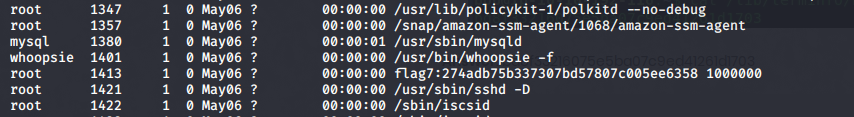 root 1347 1 0 May06 ? 00:00:00 /usr/lib/policykit-1/polkitd --no-debug
root 1357 1 0 May06 ? 00:00:00 /snap/amazon-ssm-agent/1068/amazon-ssm-agent
mysql 1380 1 0 May06 ? 00:00:01 /usr/sbin/mysqld
whoopsie 1401 1 0 May06 ? 00:00:00 /usr/bin/whoopsie -f
root 1413 1 0 May06 ? 00:00:00 flag7:274adb75b337307bd57807c005ee6358 1000000
root 1421 1 0 May06 ? 00:00:00 /usr/sbin/sshd -D
root 1422 1 0 May06 ? 00:00:00 /sbin/iscsid